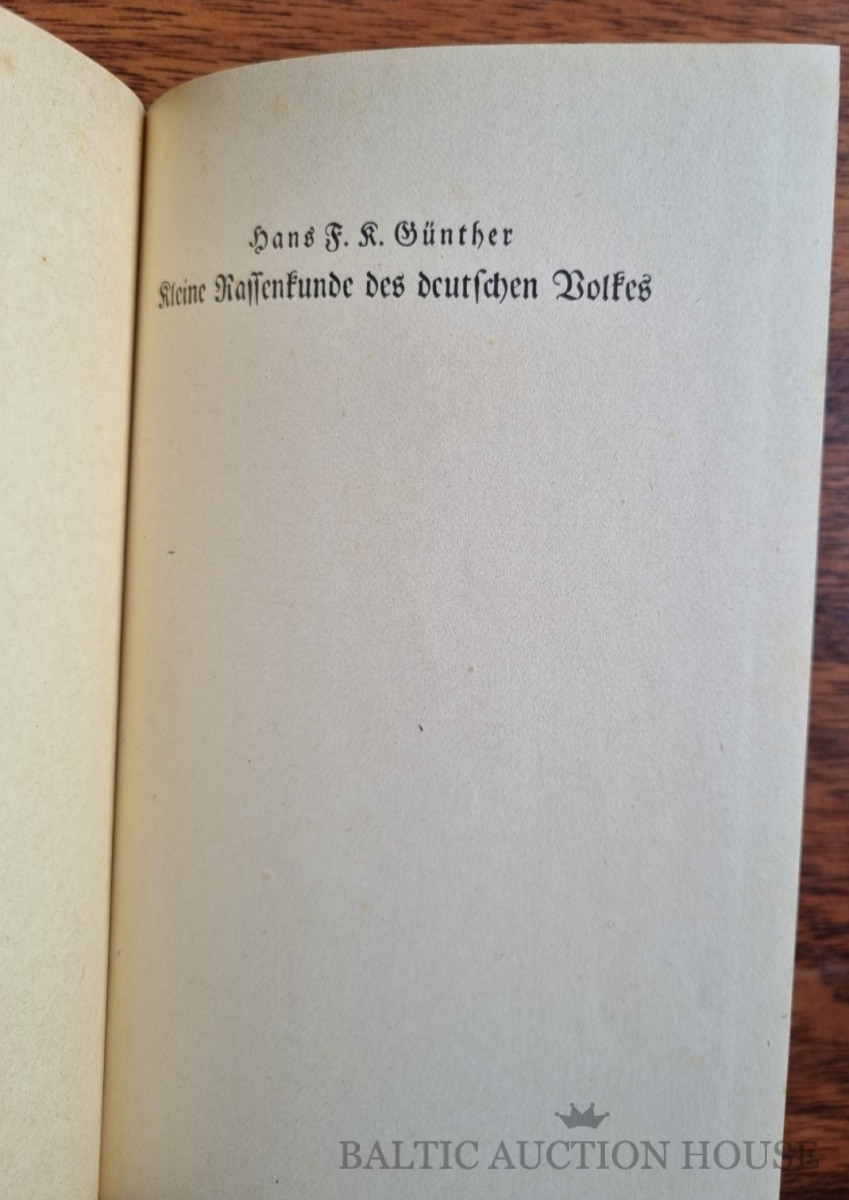 Hans F. K. Günther
Kleine Rassenkunde des deutschen Volkes
BALTIC AUCTION HOUSE